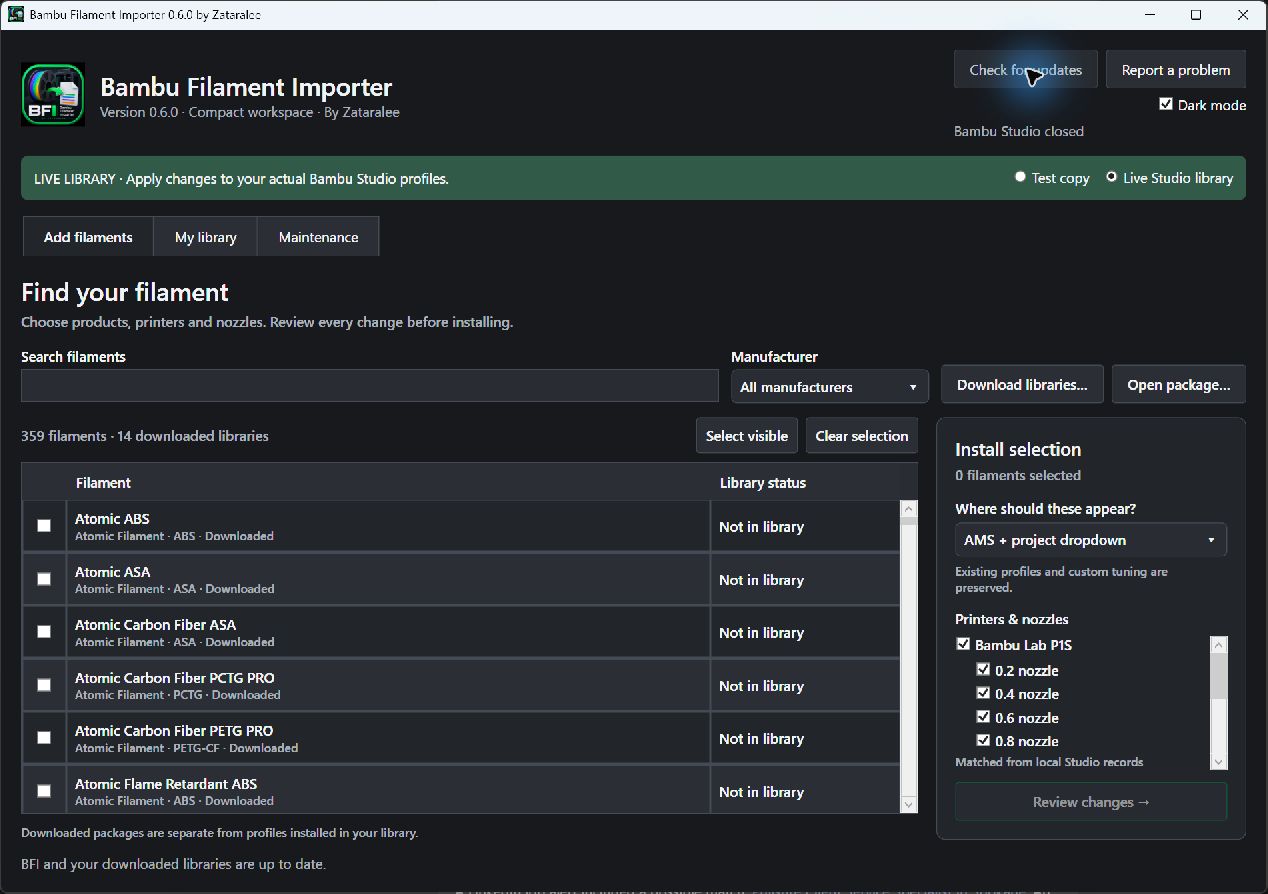 Bambu Filament Importer 0.6.0 by Zataralee
Bambu Filament Importer
Version 0.6.0 · Compact workspace · By Zataralee
BFI
Check for updates
Report a problem
Dark mode
Bambu Studio closed
LIVE LIBRARY · Apply changes to your actual Bambu Studio profiles.
Test copy
Live Studio library
Add filaments
My library
Maintenance
Find your filament
Choose products, printers and nozzles. Review every change before installing.
Search filaments
Manufacturer
All manufacturers
Download libraries...
Open package...
359 filaments · 14 downloaded libraries
Select visible
Clear selection
Filament
Library status
Atomic ABS
Atomic Filament · ABS · Downloaded
Not in library
Atomic ASA
Atomic Filament · ASA · Downloaded
Not in library
Atomic Carbon Fiber ASA
Atomic Filament · ASA · Downloaded
Not in library
Atomic Carbon Fiber PCTG PRO
Atomic Filament · PCTG · Downloaded
Not in library
Atomic Carbon Fiber PETG PRO
Atomic Filament · PETG-CF · Downloaded
Not in library
Atomic Flame Retardant ABS
Atomic Filament · ABS · Downloaded
Not in library
Install selection
0 filaments selected
Where should these appear?
AMS + project dropdown
Existing profiles and custom tuning are
preserved.
Printers & nozzles
Bambu Lab P1S
0.2 nozzle
0.4 nozzle
0.6 nozzle
0.8 nozzle
Matched from local Studio records
Review changes →
Downloaded packages are separate from profiles installed in your library.
BFI and your downloaded libraries are up to date.